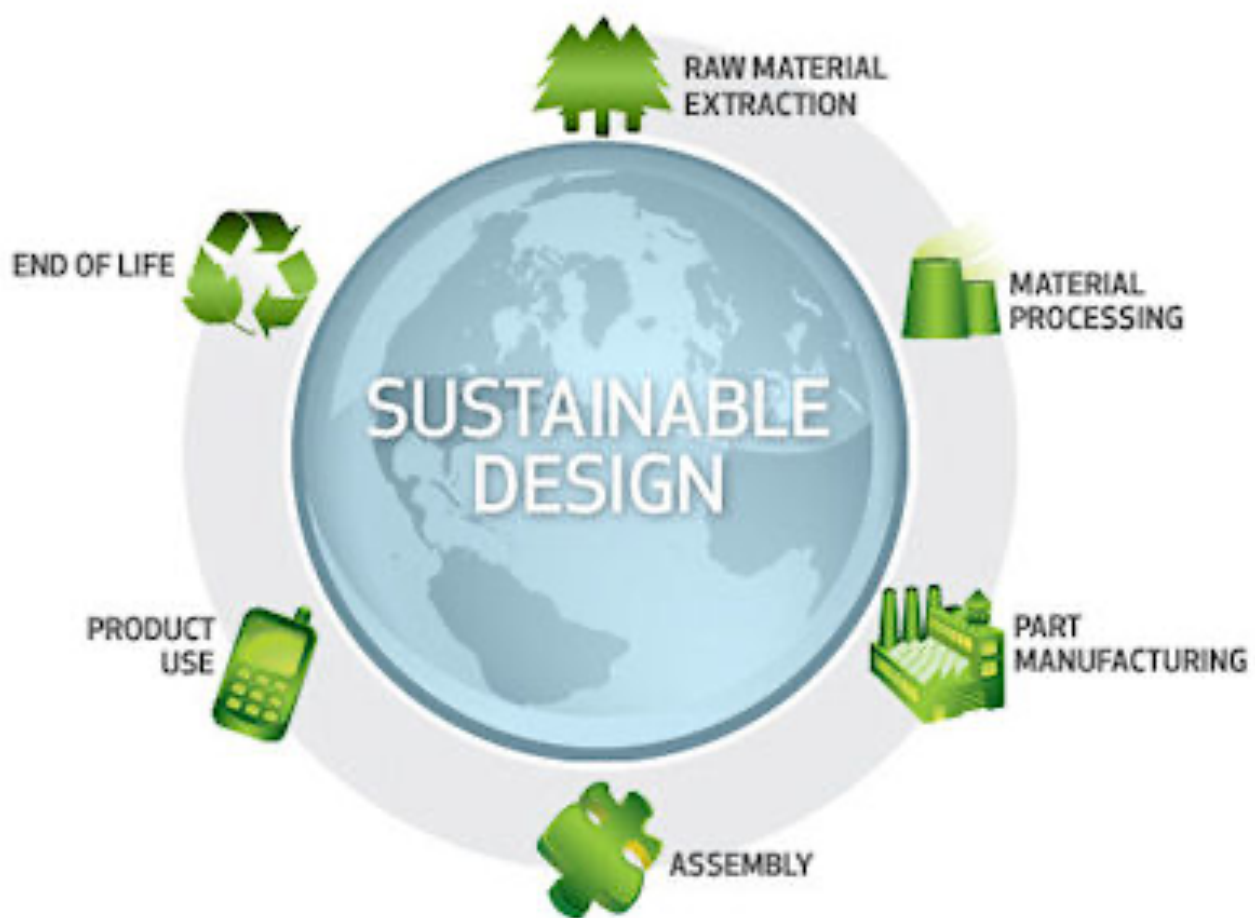 RAW MATERIAL
EXTRACTION
MATERIAL
PROCESSING
PART
MANUFACTURING
ASSEMBLY
PRODUCT
USE
END OF LIFE
SUSTAINABLE
DESIGN